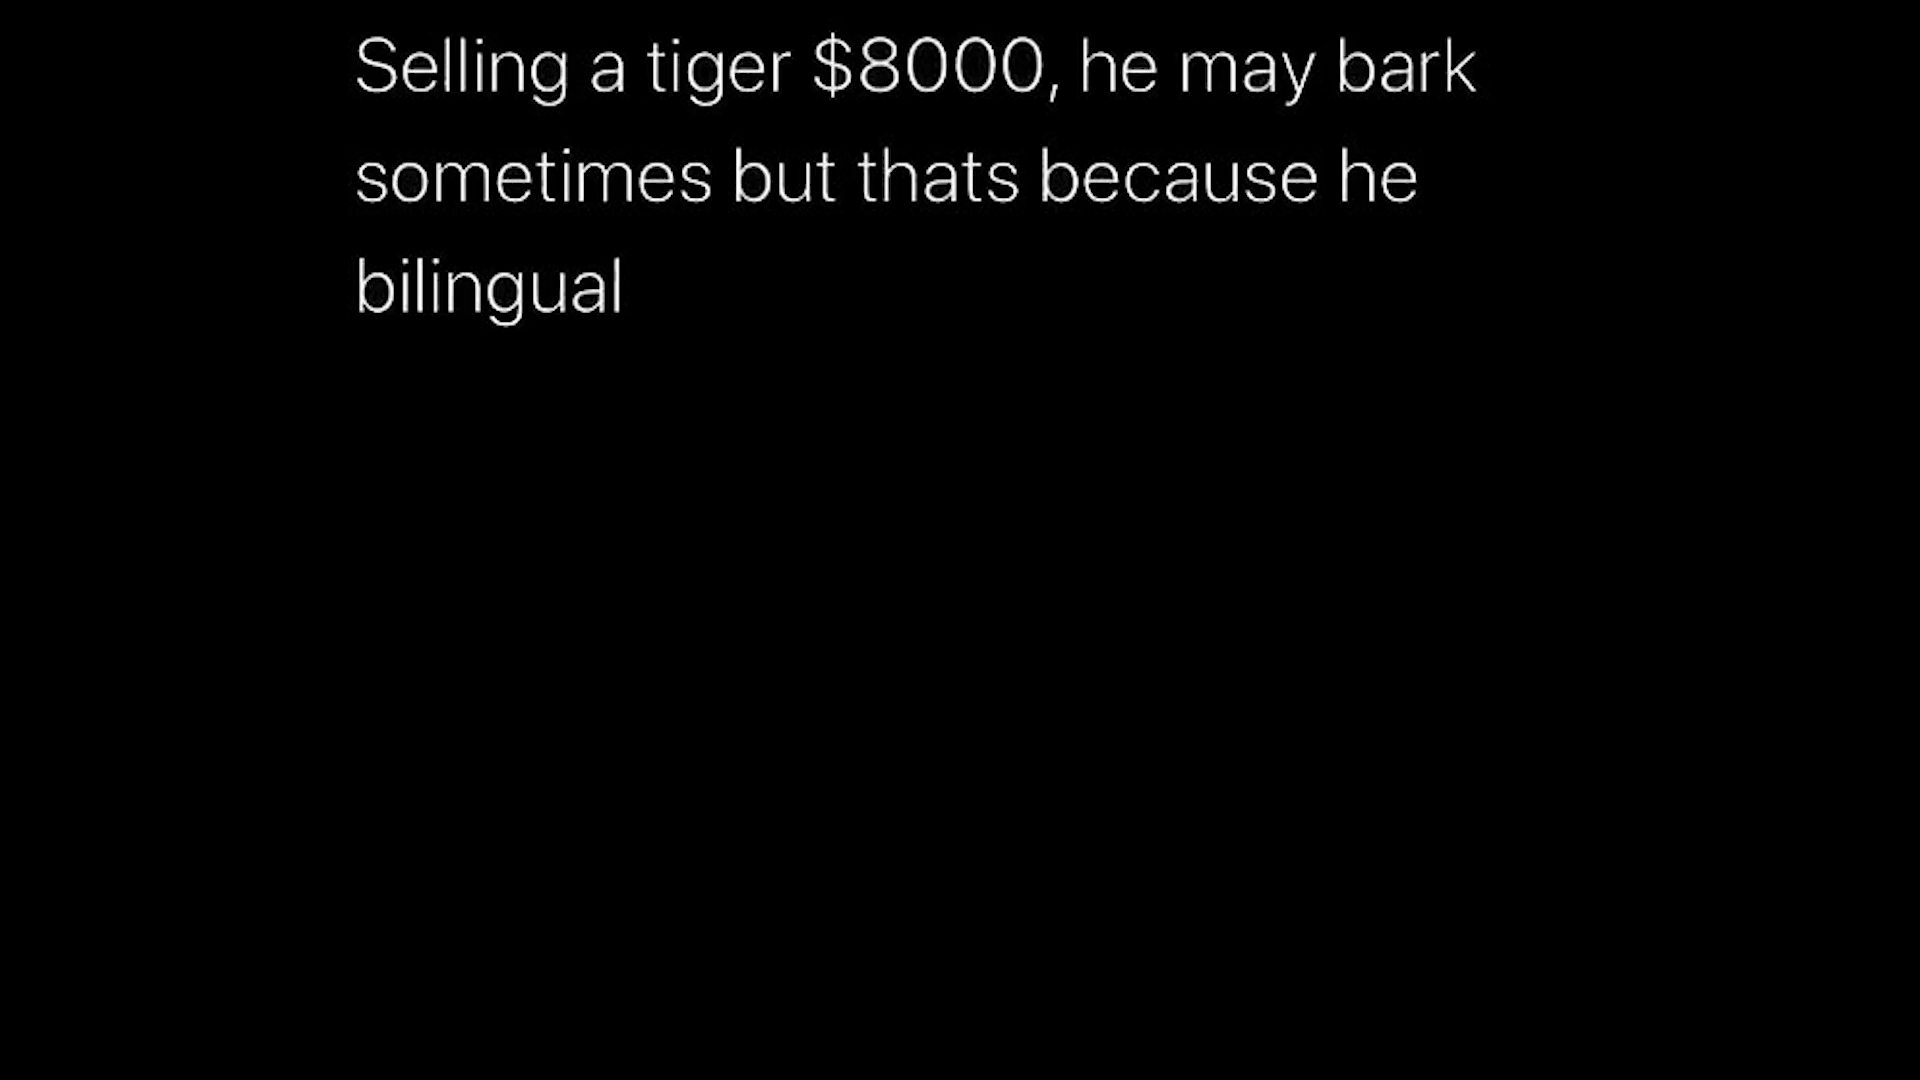 Selling a tiger $8000, he may bark
sometimes but thats because he
bilingual